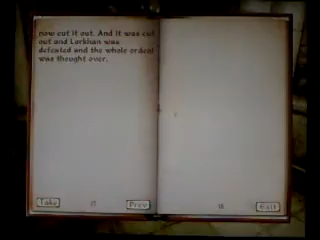 now cut it out. And it was cut
out and Lorkhan was
defeated and the whole ordeal
was thought over.
Take
17
Prev
18
Exit